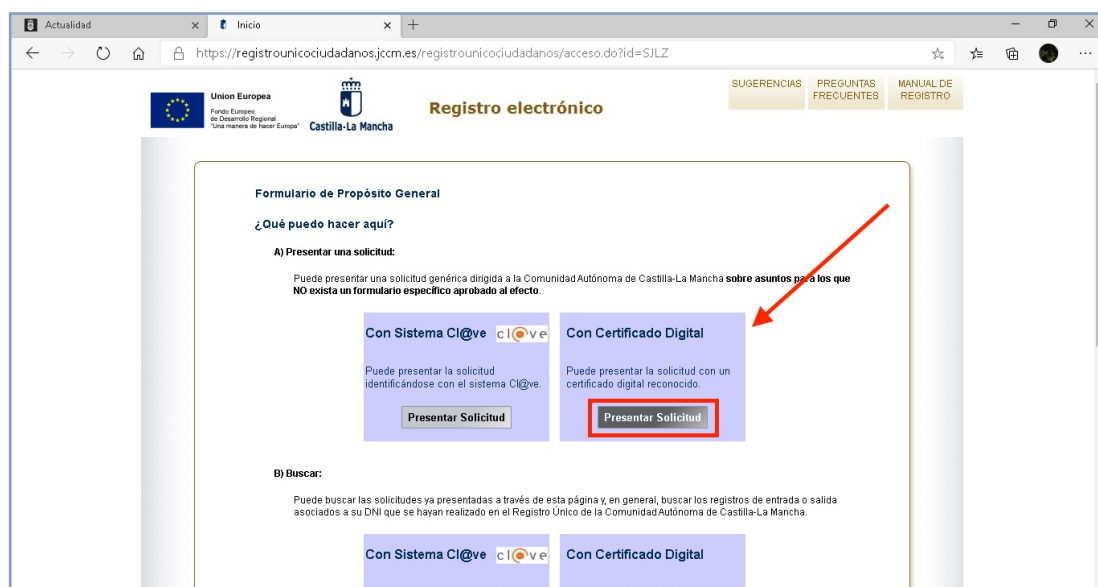 Actualidad
Inicio
https://registrounicociudadanos.jccm.es/registrounicociudadanos/acceso.do?id=SJLZ
Union Europea
Fondo Europeo
de Desarrollo Regional
"Una manera de hacer Europa"
Castilla-La Mancha
Registro electrónico
SUGERENCIAS
PREGUNTAS
FRECUENTES
MANUAL DE
REGISTRO
Formulario de Propósito General
¿Qué puedo hacer aquí?
A) Presentar una solicitud:
Puede presentar una solicitud genérica dirigida a la Comunidad Autónoma de Castilla-La Mancha sobre asuntos para los que
NO exista un formulario específico aprobado al efecto.
Con Sistema Cl@ve cl@ve
Puede presentar la solicitud
identificándose con el sistema Cl@ve.
Presentar Solicitud
Con Certificado Digital
Puede presentar la solicitud con un
certificado digital reconocido.
Presentar Solicitud
B) Buscar:
Puede buscar las solicitudes ya presentadas a través de esta página y, en general, buscar los registros de entrada o salida
asociados a su DNI que se hayan realizado en el Registro Único de la Comunidad Autónoma de Castilla-La Mancha.
Con Sistema Cl@ve cl@ve
Con Certificado Digital